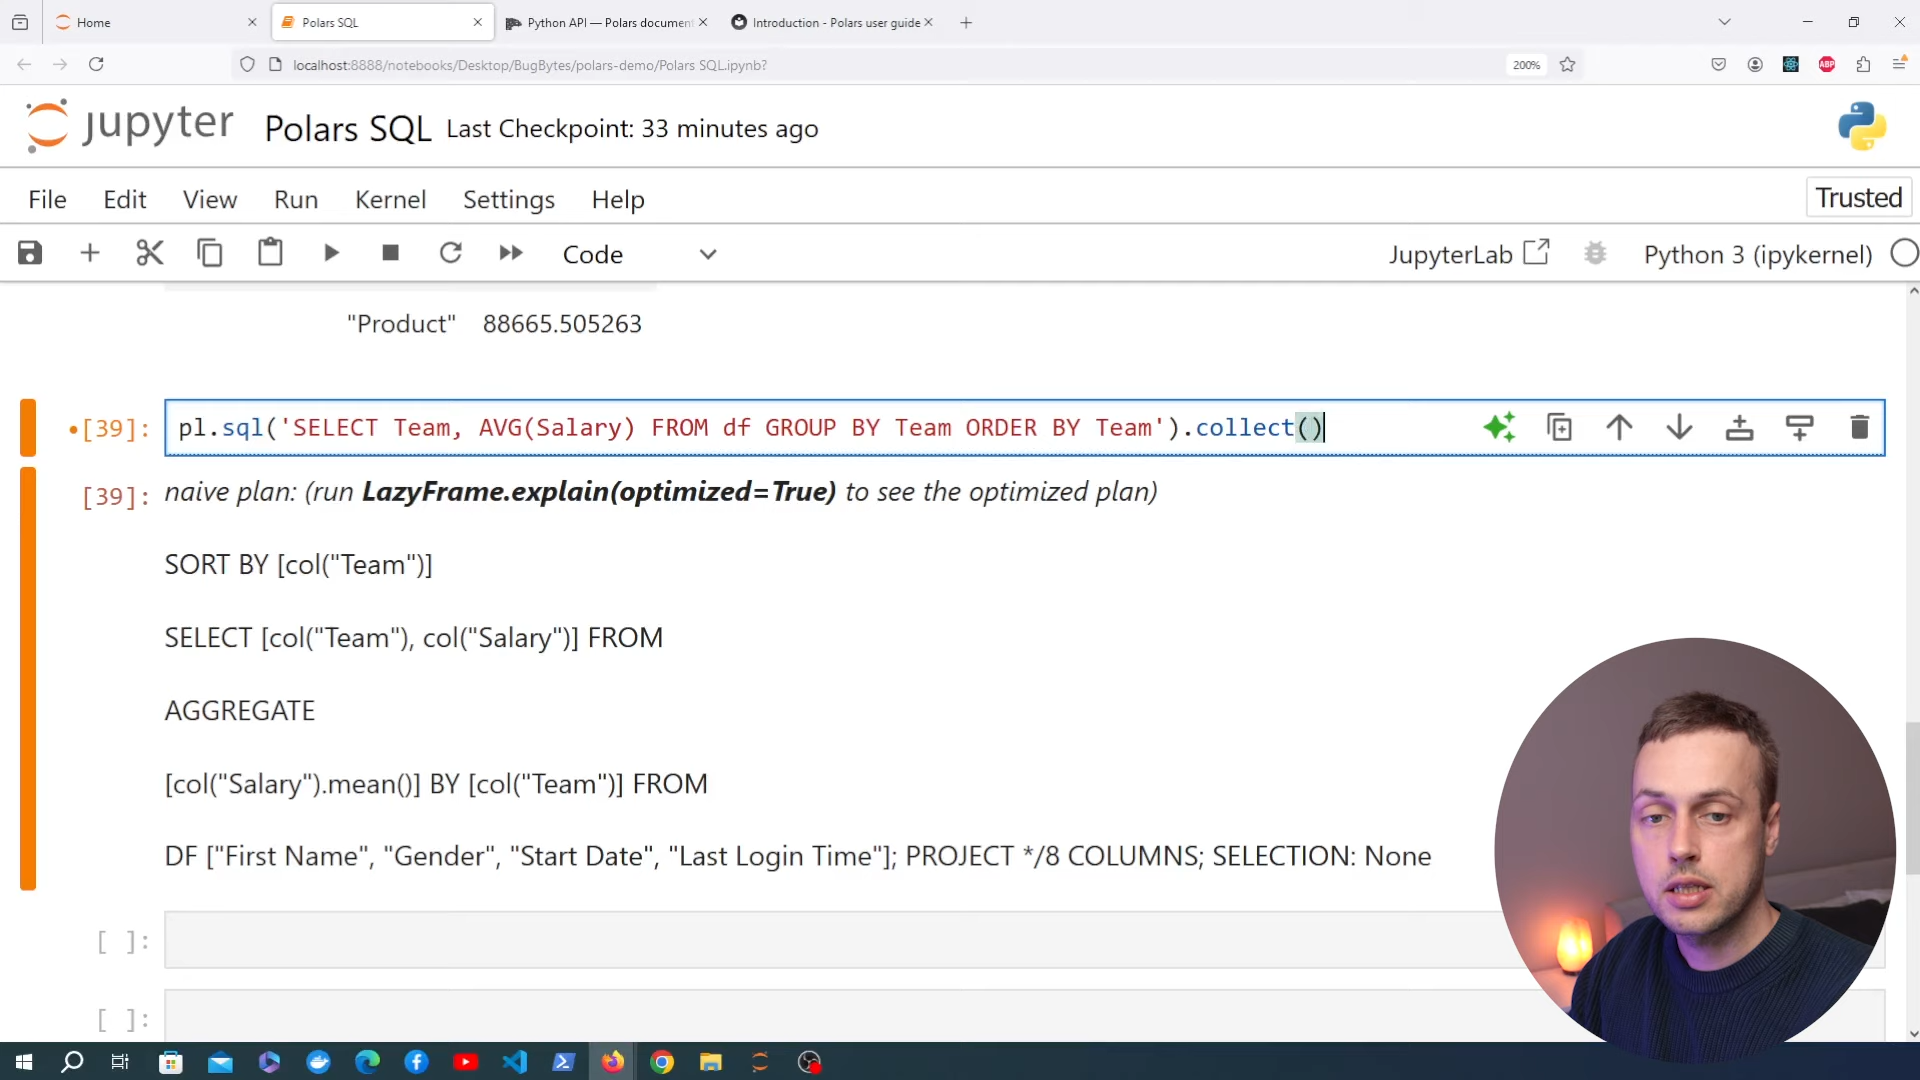 Home
Polars SQL
Python API — Polars document
Introduction - Polars user guide
localhost:8888/notebooks/Desktop/BugBytes/polars-demo/Polars SQL.ipynb?
200%
ABP
jupyter
Polars SQL
Last Checkpoint: 33 minutes ago
File
Edit
View
Run
Kernel
Settings
Help
Trusted
Code
JupyterLab
Python 3 (ipykernel)
"Product" 88665.505263
[39]:
pl.sql('SELECT Team, AVG(Salary) FROM df GROUP BY Team ORDER BY Team').collect()
[39]:
naive plan: (run LazyFrame.explain(optimized=True) to see the optimized plan)
SORT BY [col("Team")]
SELECT [col("Team"), col("Salary")] FROM
AGGREGATE
[col("Salary").mean()] BY [col("Team")] FROM
DF ["First Name", "Gender", "Start Date", "Last Login Time"]; PROJECT */8 COLUMNS; SELECTION: None
[ ]:
[ ]: